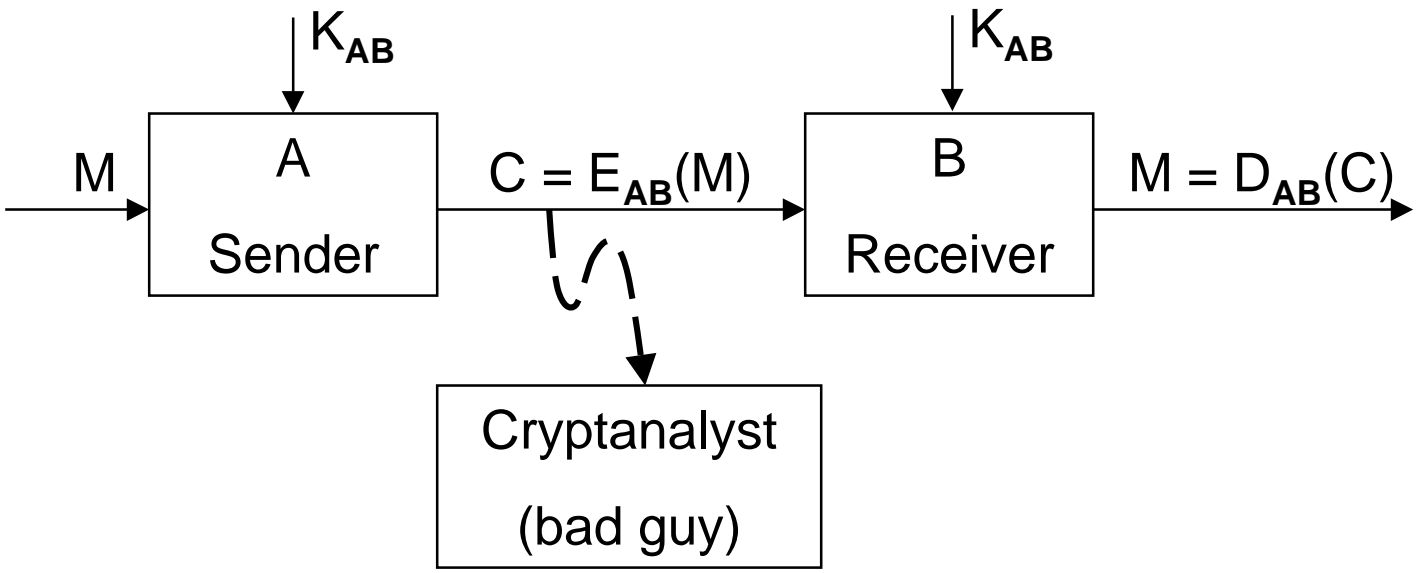 K_AB
K_AB
M
A
Sender
C = E_AB(M)
B
Receiver
M = D_AB(C)
Cryptanalyst
(bad guy)